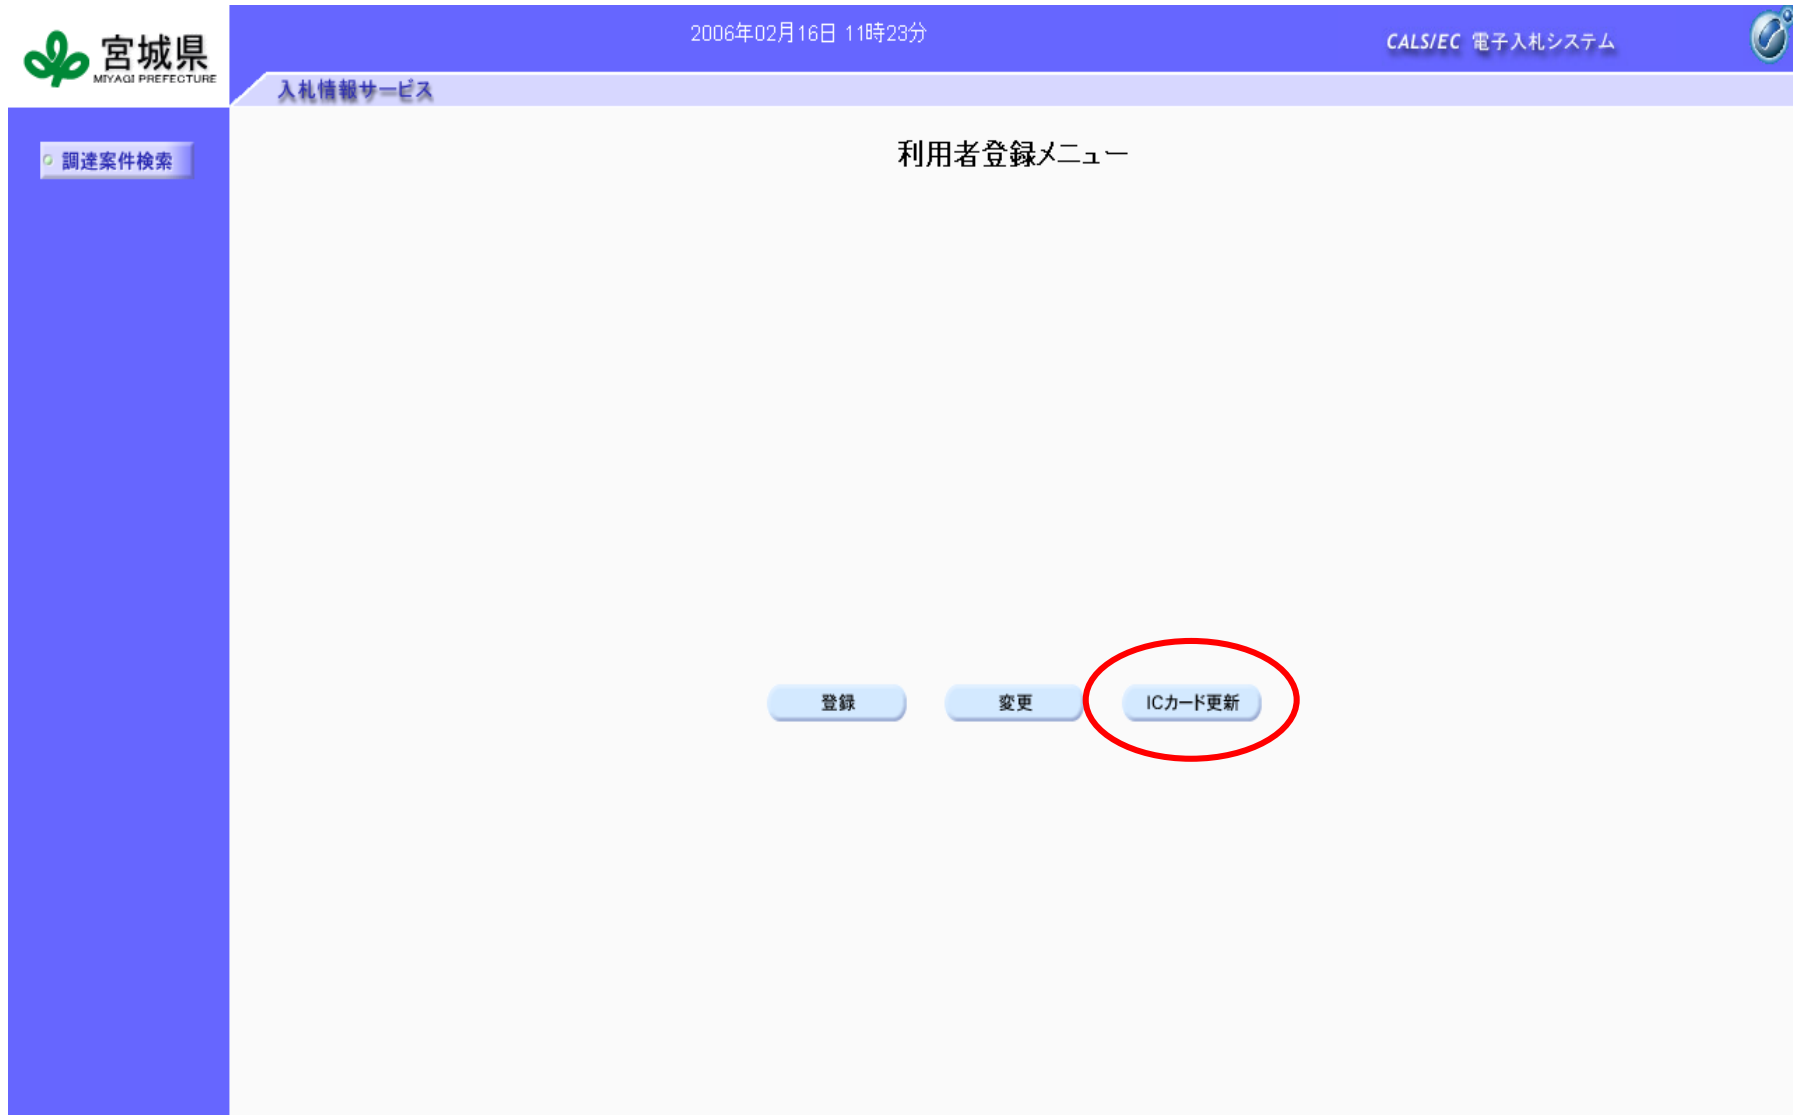 宮城県
MIYAGI PREFECTURE
2006年02月16日 11時23分
CALS/EC 電子入札システム
入札情報サービス
調達案件検索
利用者登録メニュー
登録
変更
ICカード更新